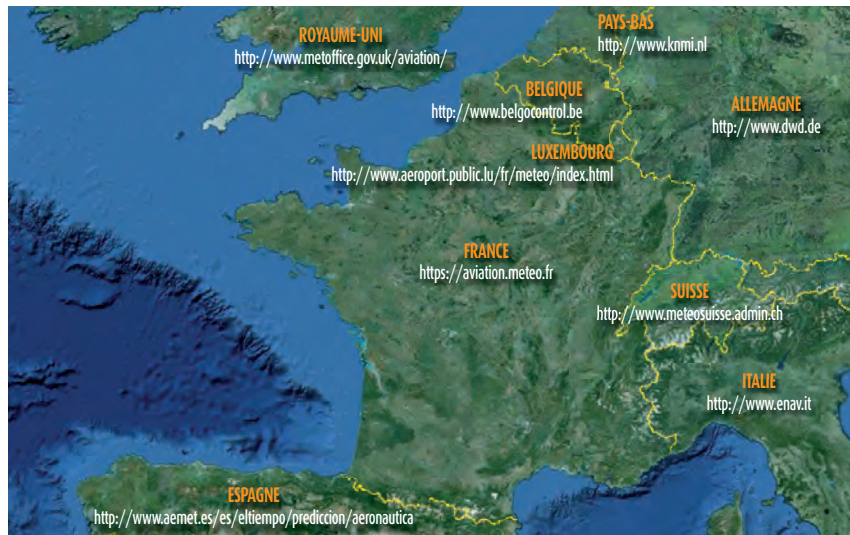 ROYAUME-UNI
http://www.metoffice.gov.uk/aviation/
PAYS-BAS
http://www.knmi.nl
BELGIQUE
http://www.belgocontrol.be
ALLEMAGNE
http://www.dwd.de
LUXEMBOURG
http://www.aeroport.public.lu/fr/meteo/index.html
FRANCE
https://aviation.meteo.fr
SUISSE
http://www.meteosuisse.admin.ch
ITALIE
http://www.enav.it
ESPAGNE
http://www.aemet.es/es/eltiempo/prediccion/aeronautica